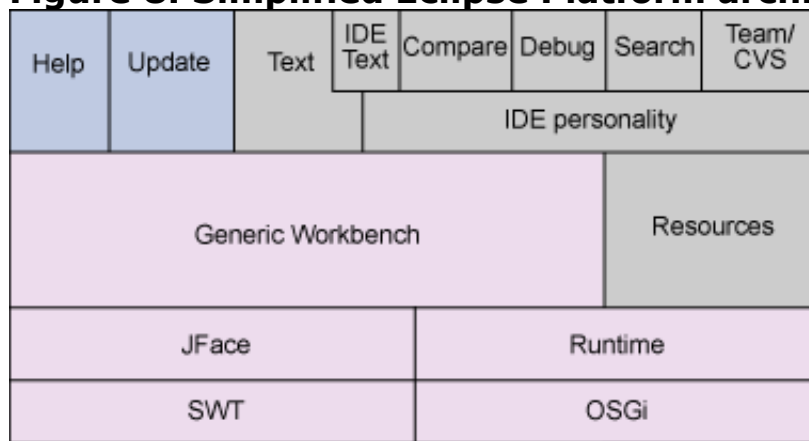 Help
Update
Text
IDE
Text
Compare
Debug
Search
Team/
CVS
IDE personality
Generic Workbench
Resources
JFace
Runtime
SWT
OSGi